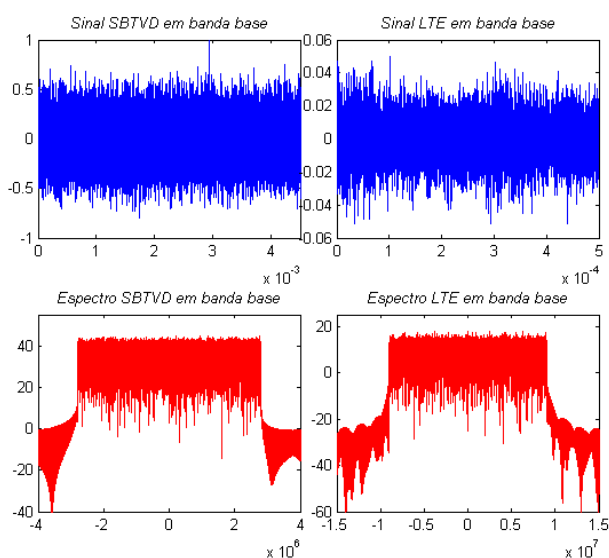 Sinal SBTVD em banda base
1
0.5
0
-0.5
-1
0 1 2 3 4
x 10⁻³
Sinal LTE em banda base
0.06
0.04
0.02
0
0.02
0.04
0.06
0 1 2 3 4 5
x 10⁻⁴
Espectro SBTVD em banda base
40
20
0
-20
-40
-4 -2 0 2 4
x 10⁶
Espectro LTE em banda base
20
0
-20
-40
-60
-1.5 -1 -0.5 0 0.5 1 1.5
x 10⁷